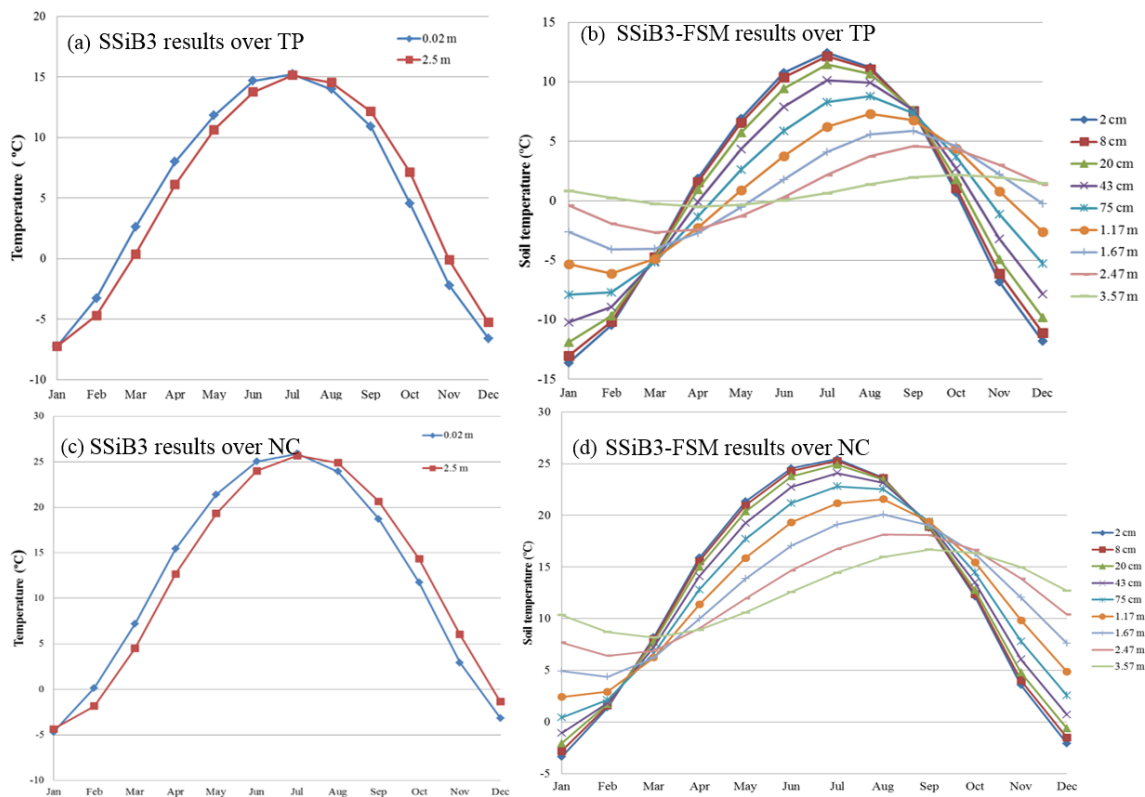 (a) SSiB3 results over TP
0.02 m
2.5 m
Temperature ( °C)
20
15
10
5
0
-5
-10
Jan Feb Mar Apr May Jun Jul Aug Sep Oct Nov Dec
(b) SSiB3-FSM results over TP
Soil temperature (°C)
15
10
5
0
-5
-10
-15
Jan Feb Mar Apr May Jun Jul Aug Sep Oct Nov Dec
2 cm
8 cm
20 cm
43 cm
75 cm
1.17 m
1.67 m
2.47 m
3.57 m
(c) SSiB3 results over NC
0.02 m
2.5 m
Temperature (°C)
30
25
20
15
10
5
0
-5
-10
Jan Feb Mar Apr May Jun Jul Aug Sep Oct Nov Dec
(d) SSiB3-FSM results over NC
Soil temperature (°C)
30
25
20
15
10
5
0
-5
Jan Feb Mar Apr May Jun Jul Aug Sep Oct Nov Dec
2 cm
8 cm
20 cm
43 cm
75 cm
1.17 m
1.67 m
2.47 m
3.57 m